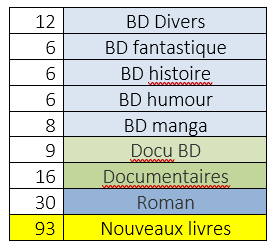 12 BD Divers
6 BD fantastique
6 BD histoire
6 BD humour
8 BD manga
9 Docu BD
16 Documentaires
30 Roman
93 Nouveaux livres